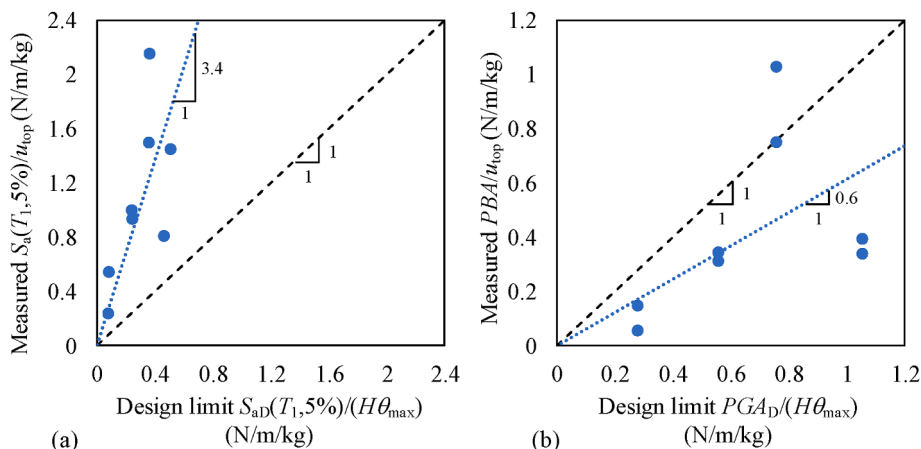 Measured Sa(T1,5%)/utop (N/m/kg)
2.4
2
1.6
1.2
0.8
0.4
0
3.4
1
1
1
0 0.4 0.8 1.2 1.6 2 2.4
Design limit SaD(T1,5%)/(Hθmax)
(N/m/kg)
(a)
Measured PBA/utop (N/m/kg)
1.2
1
0.8
0.6
0.4
0.2
0
1
1
0.6
1
0 0.2 0.4 0.6 0.8 1 1.2
Design limit PGAD/(Hθmax)
(N/m/kg)
(b)